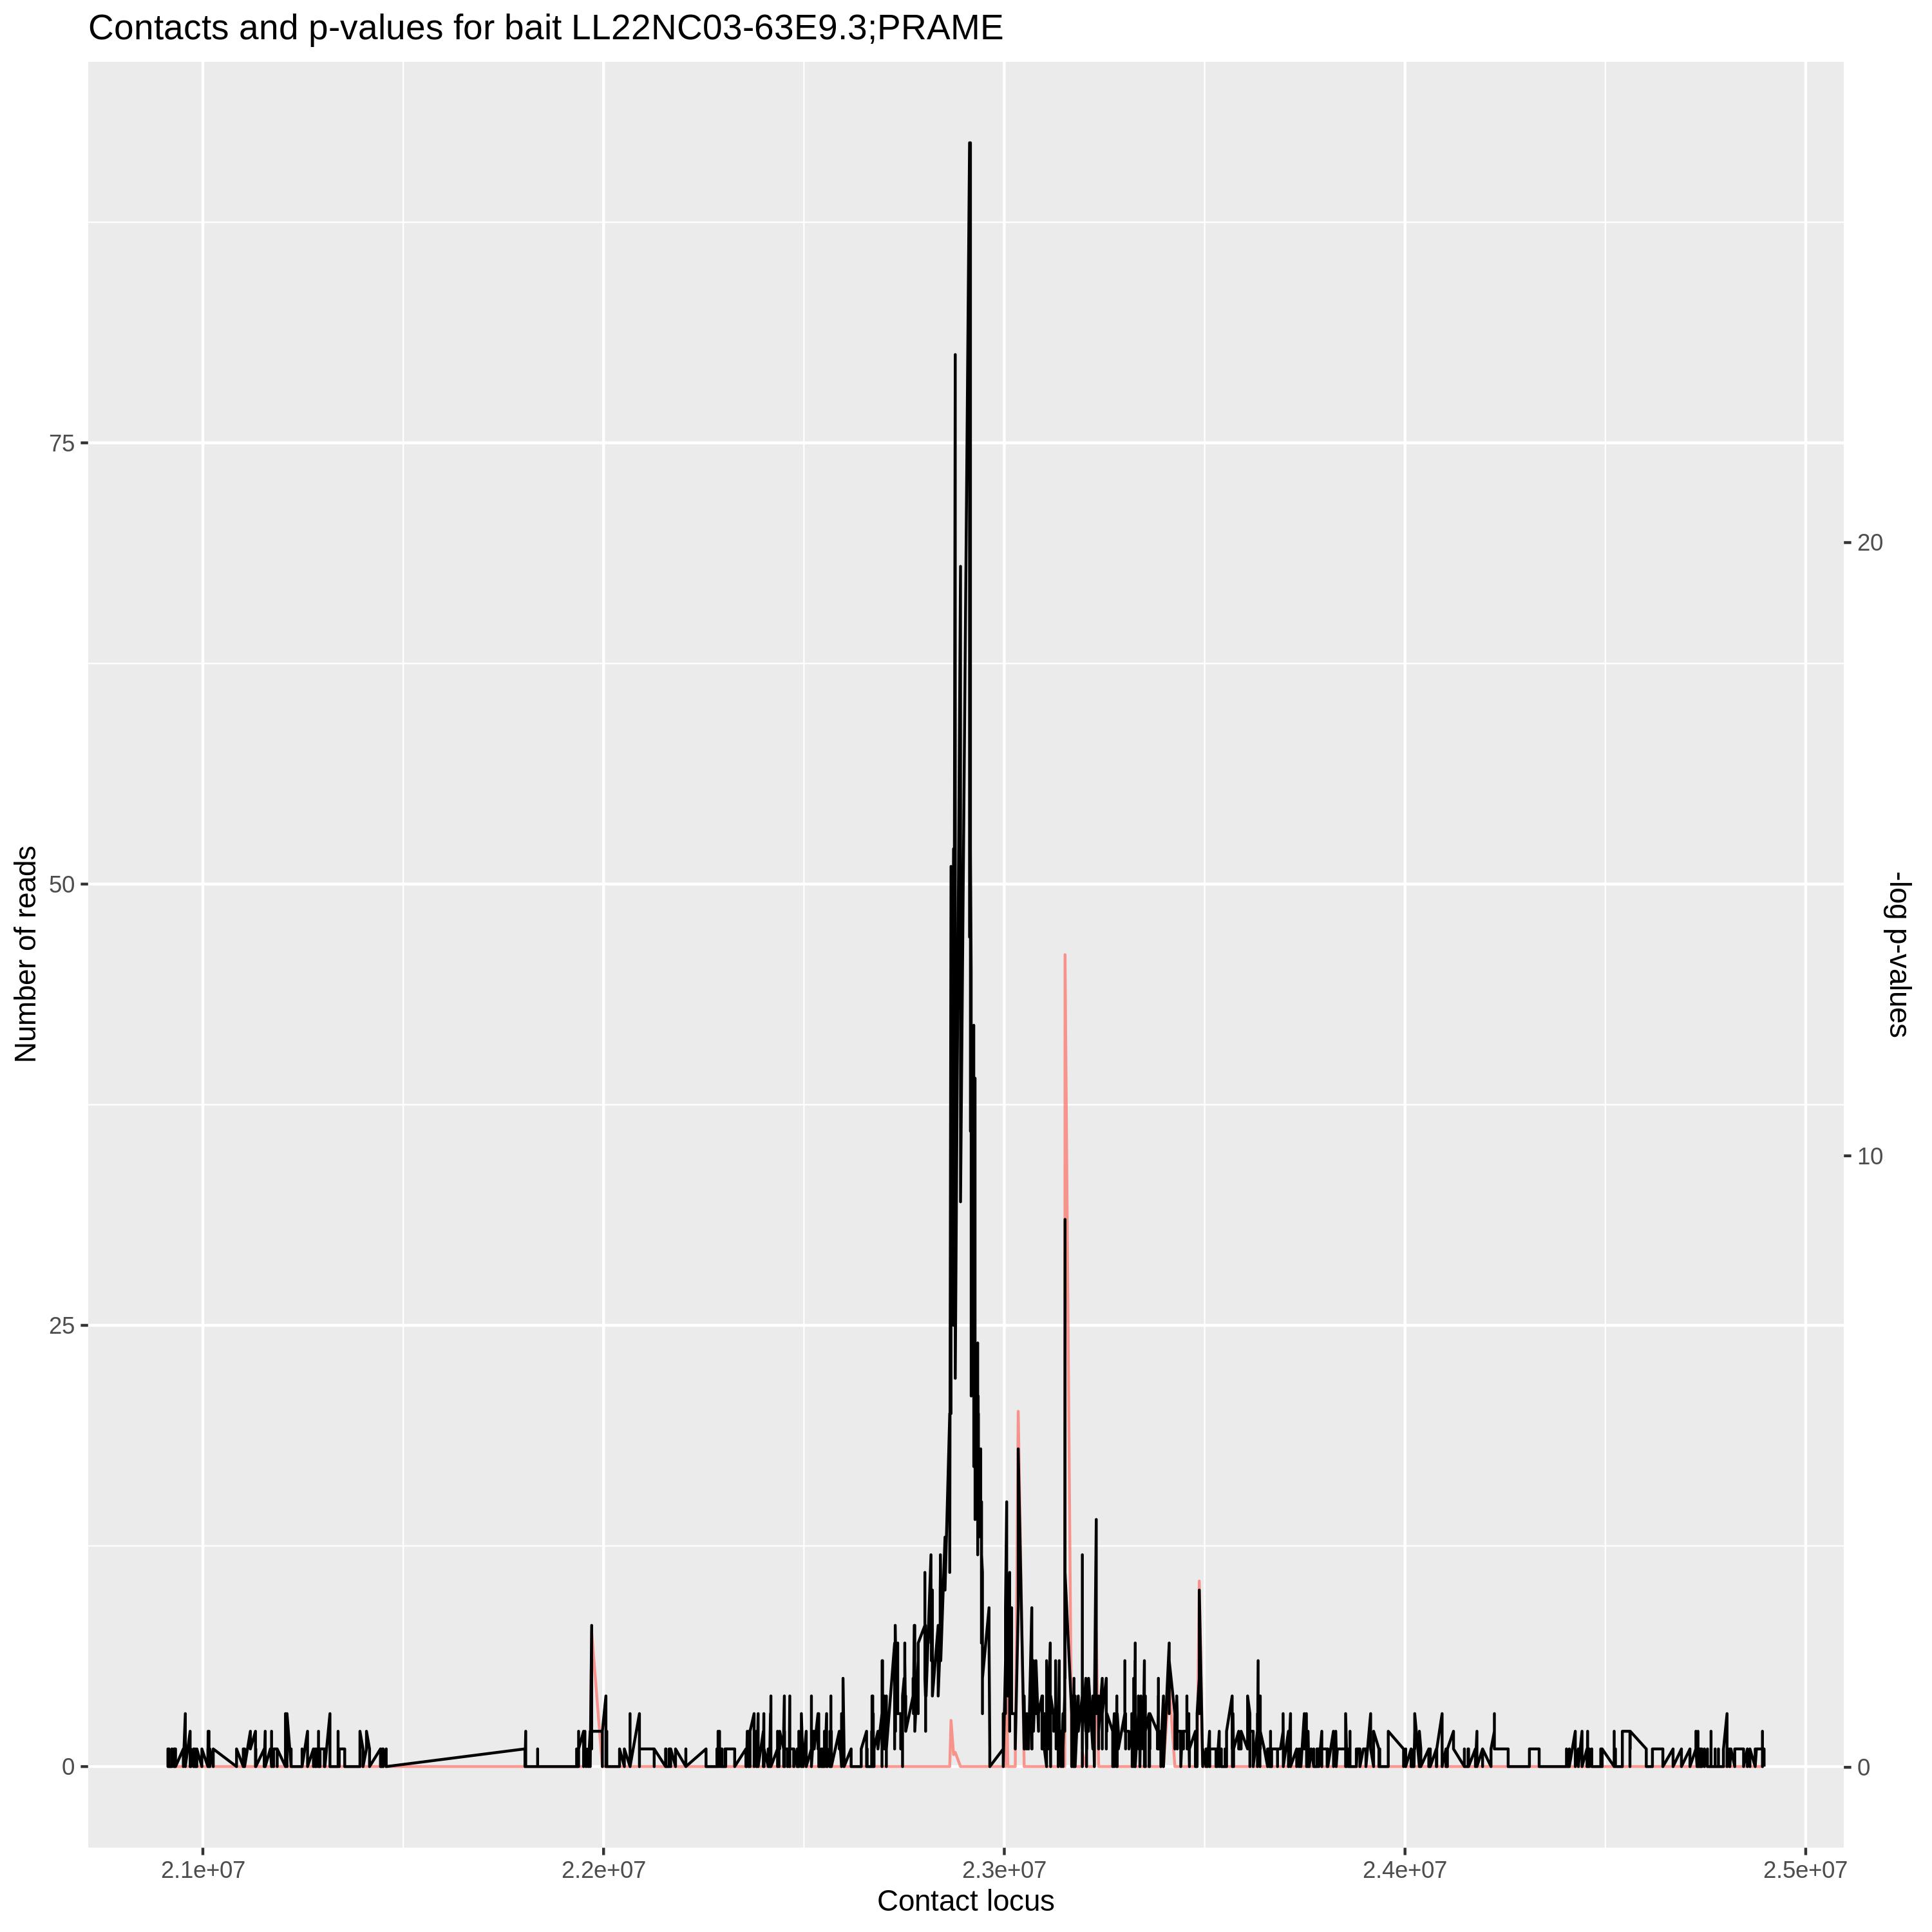 Contacts and p-values for bait LL22NC03-63E9.3;PRAME
Number of reads
75
50
25
0
20
10
0
-log p-values
2.1e+07 2.2e+07 2.3e+07 2.4e+07 2.5e+07
Contact locus